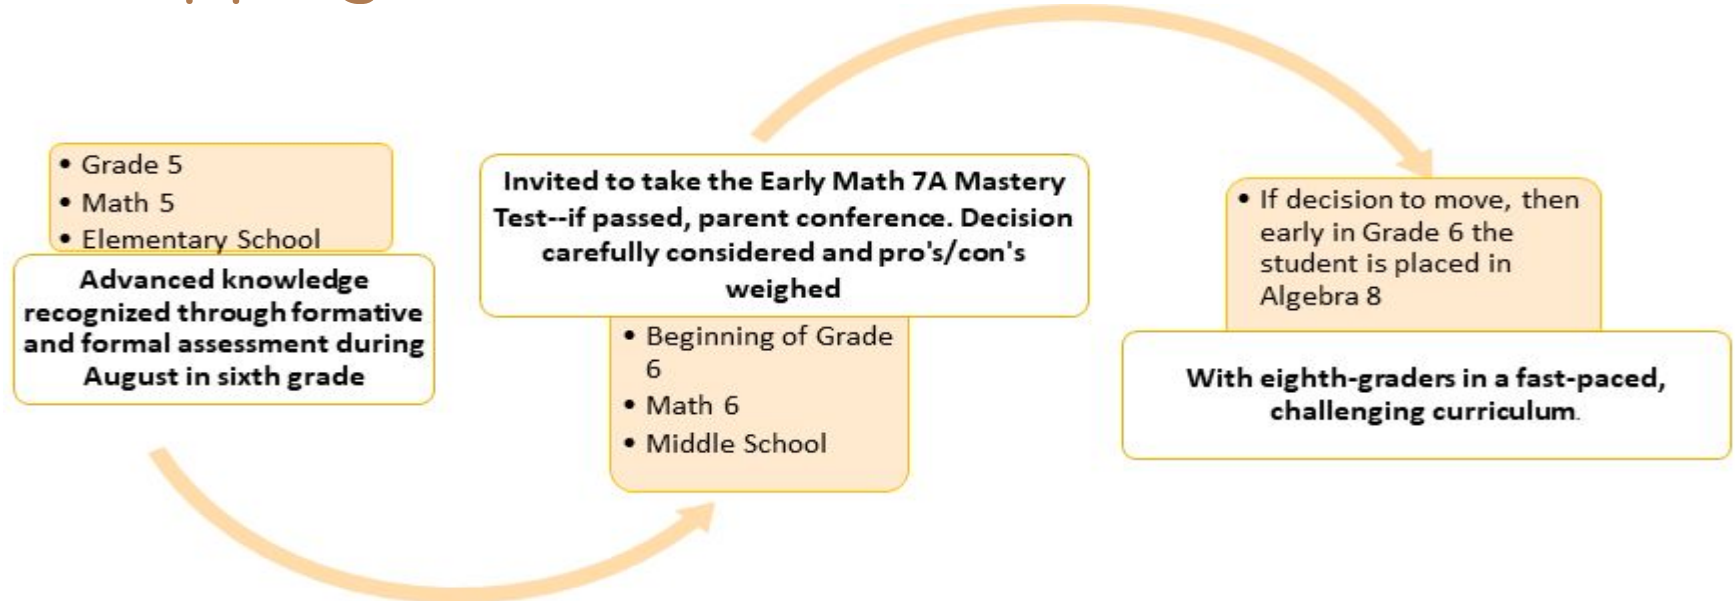 • Grade 5
• Math 5
• Elementary School
Advanced knowledge
recognized through formative
and formal assessment during
August in sixth grade
Invited to take the Early Math 7A Mastery
Test--if passed, parent conference. Decision
carefully considered and pro's/con's
weighed
• Beginning of Grade
6
• Math 6
• Middle School
• If decision to move, then
early in Grade 6 the
student is placed in
Algebra 8
With eighth-graders in a fast-paced,
challenging curriculum.